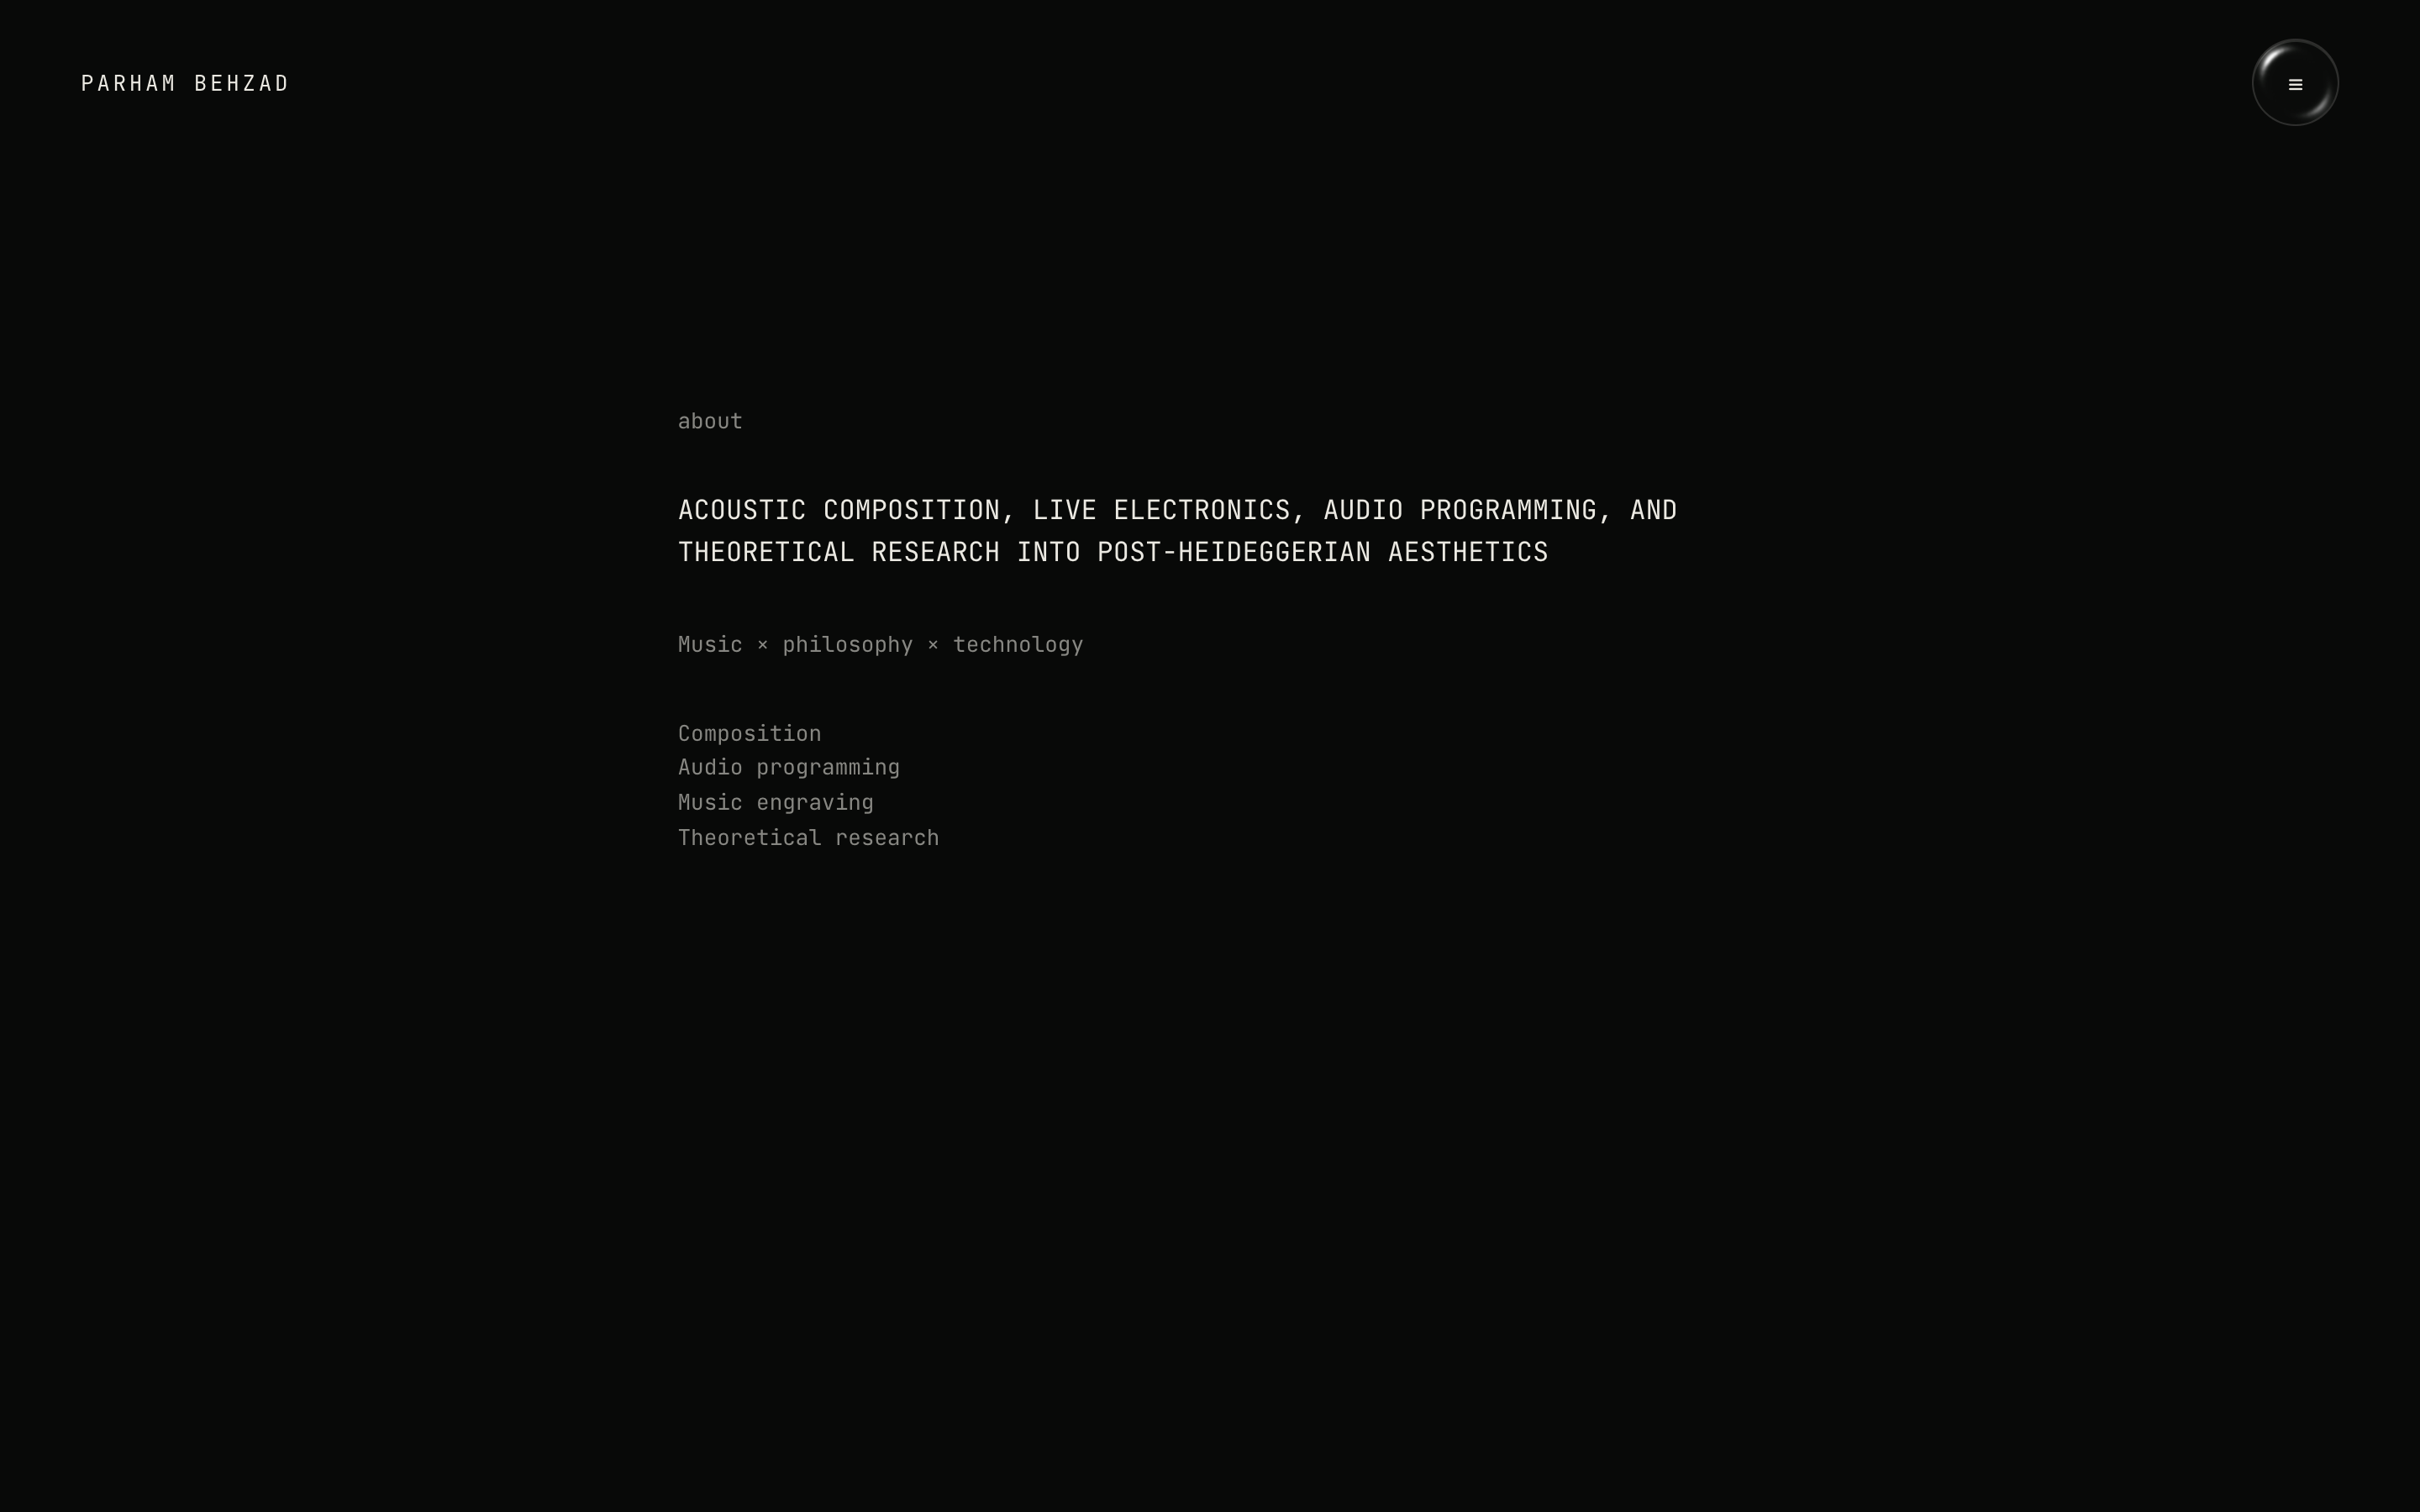 PARHAM BEHZAD
about
ACOUSTIC COMPOSITION, LIVE ELECTRONICS, AUDIO PROGRAMMING, AND
THEORETICAL RESEARCH INTO POST-HEIDEGGERIAN AESTHETICS
Music × philosophy × technology
Composition
Audio programming
Music engraving
Theoretical research